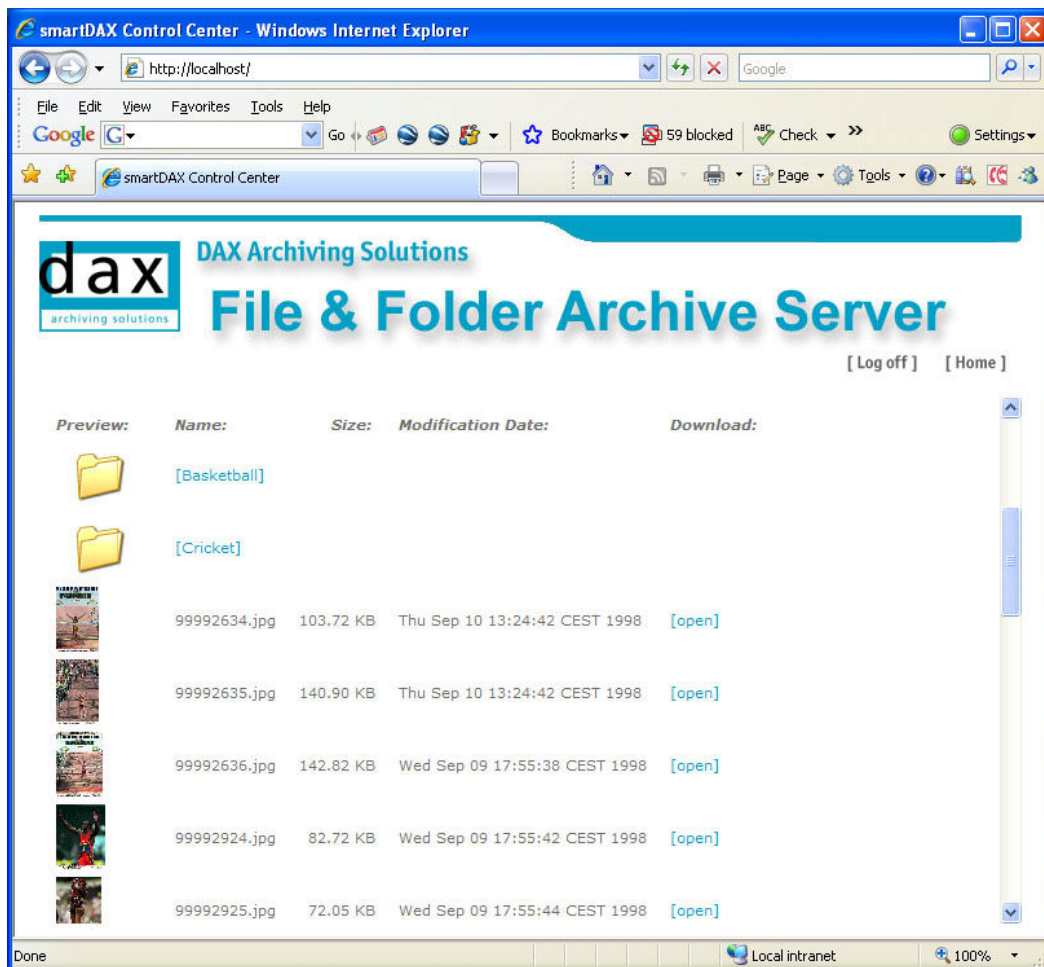 smartDAX Control Center - Windows Internet Explorer
http://localhost/
Google
File Edit View Favorites Tools Help
Google G Go Bookmarks 59 blocked ABC Check » Settings
smartDAX Control Center Page Tools
DAX Archiving Solutions
dax
archiving solutions
File & Folder Archive Server
[ Log off ] [ Home ]
Preview: Name: Size: Modification Date: Download:
[Basketball]
[Cricket]
99992634.jpg 103.72 KB Thu Sep 10 13:24:42 CEST 1998 [open]
99992635.jpg 140.90 KB Thu Sep 10 13:24:42 CEST 1998 [open]
99992636.jpg 142.82 KB Wed Sep 09 17:55:38 CEST 1998 [open]
99992924.jpg 82.72 KB Wed Sep 09 17:55:42 CEST 1998 [open]
99992925.jpg 72.05 KB Wed Sep 09 17:55:44 CEST 1998 [open]
Done Local intranet 100%